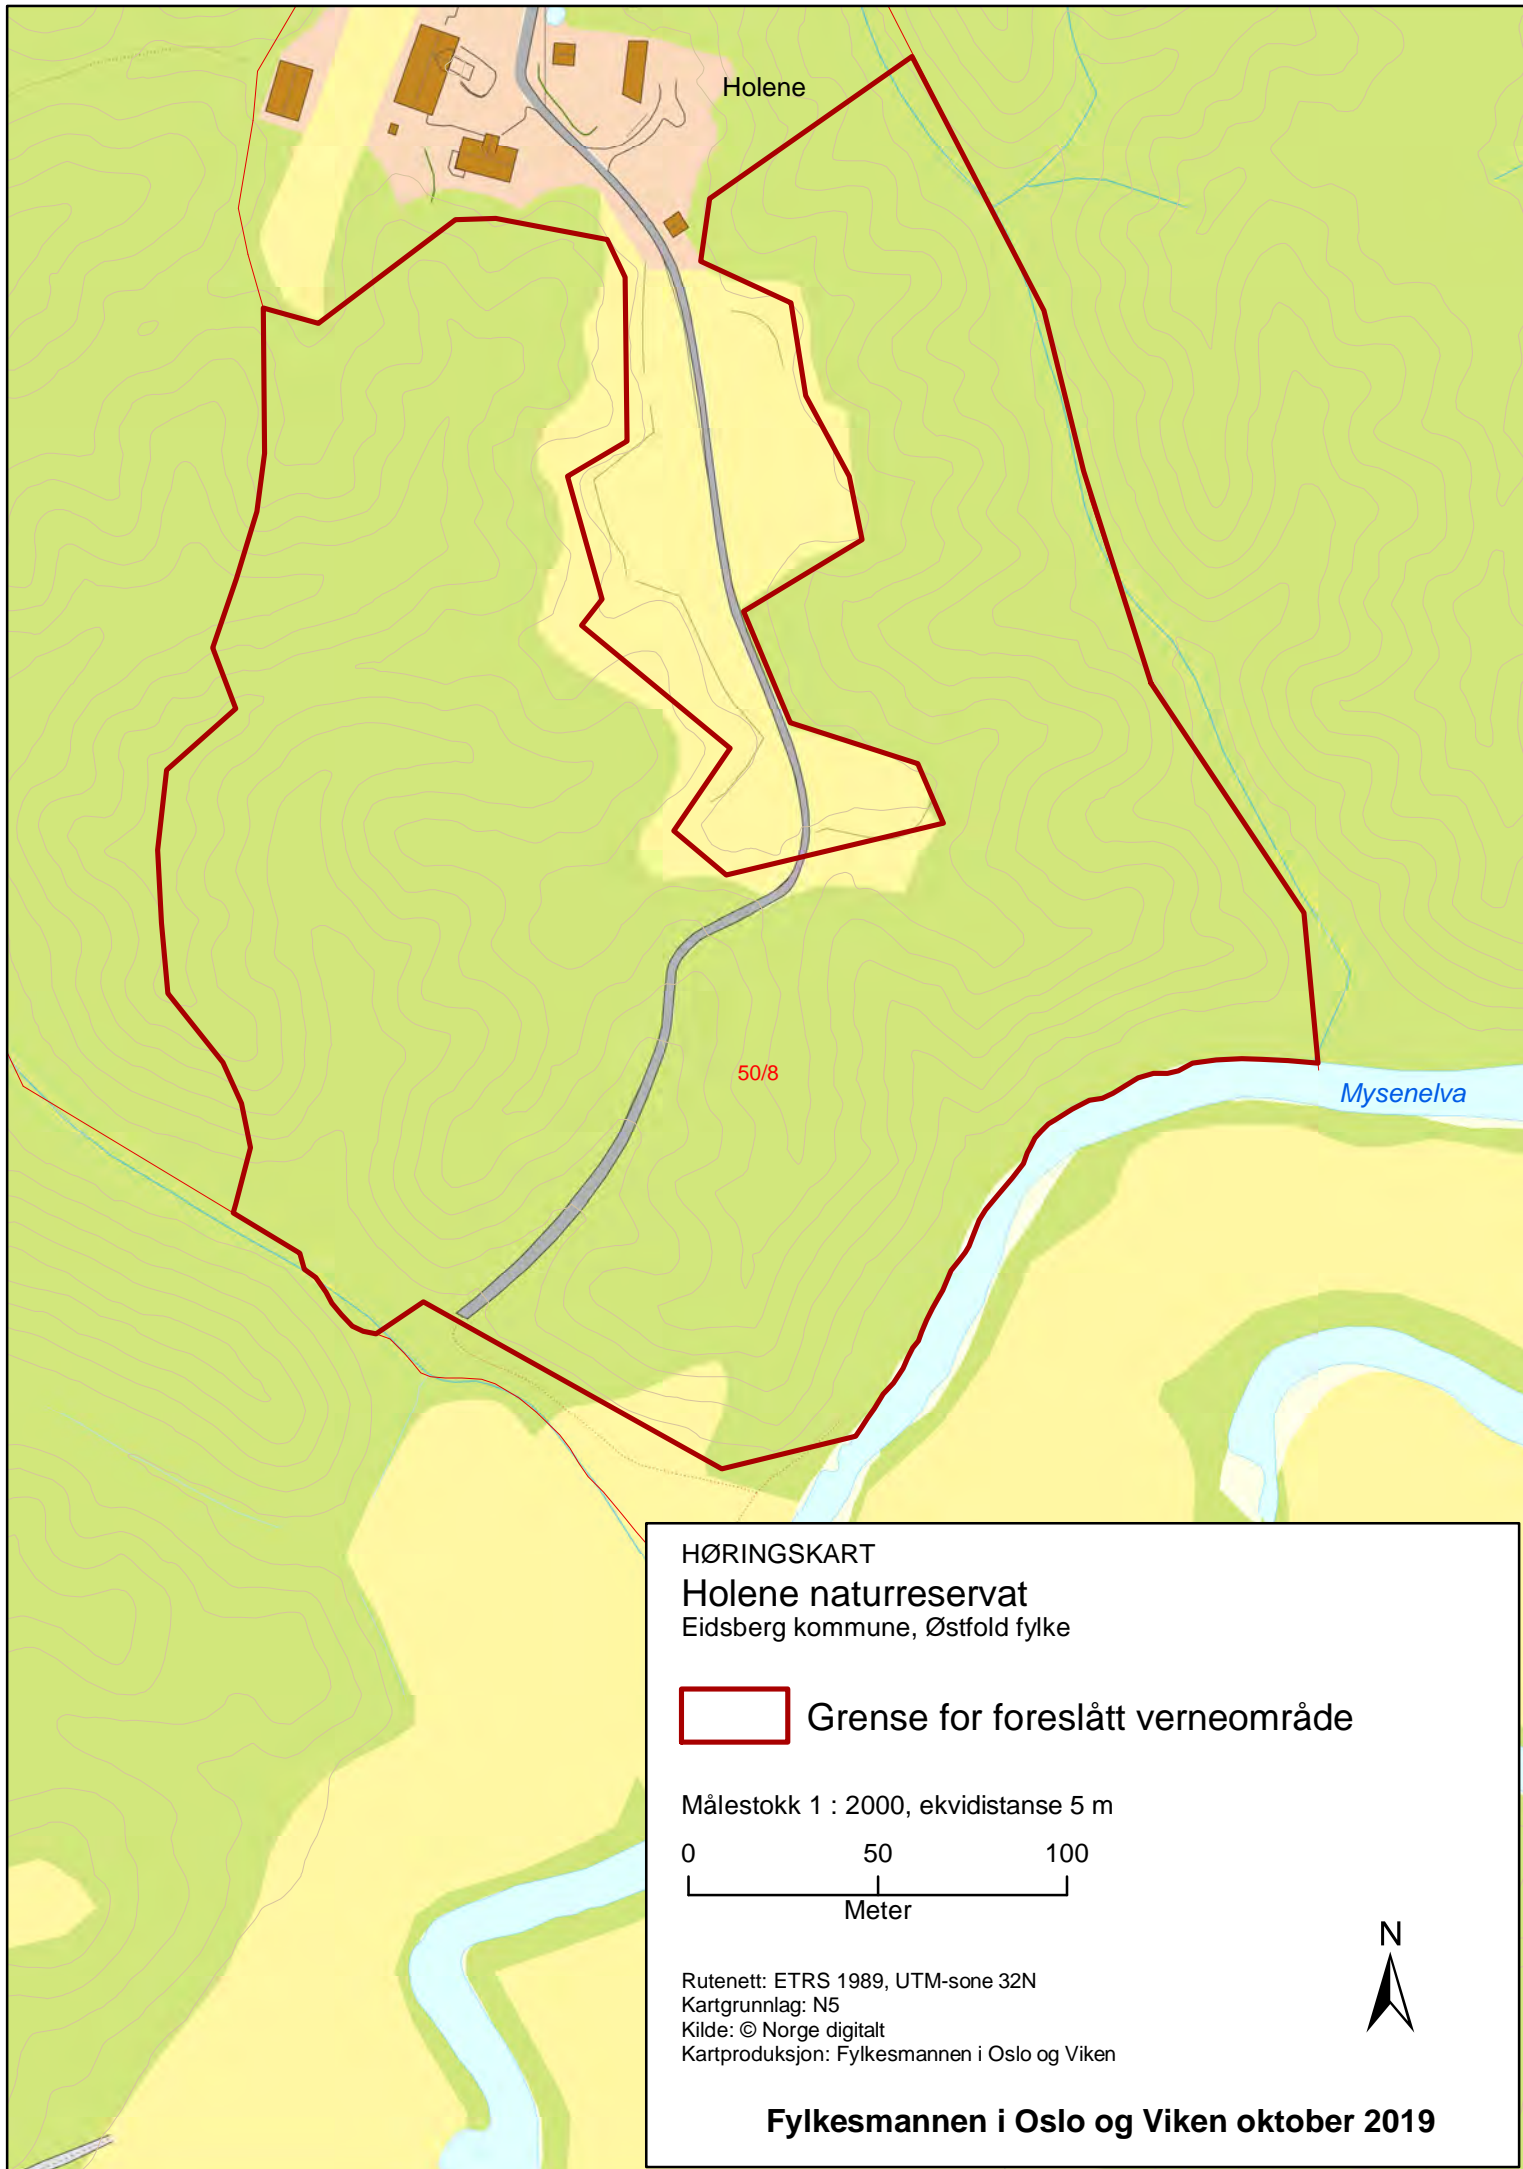 Holene
50/8
Mysenelva
HØRINGSKART
Holene naturreservat
Eidsberg kommune, Østfold fylke
Grense for foreslått verneområde
Målestokk 1 : 2000, ekvidistanse 5 m
0 50 100
Meter
N
Rutenett: ETRS 1989, UTM-sone 32N
Kartgrunnlag: N5
Kilde: © Norge digitalt
Kartproduksjon: Fylkesmannen i Oslo og Viken
Fylkesmannen i Oslo og Viken oktober 2019